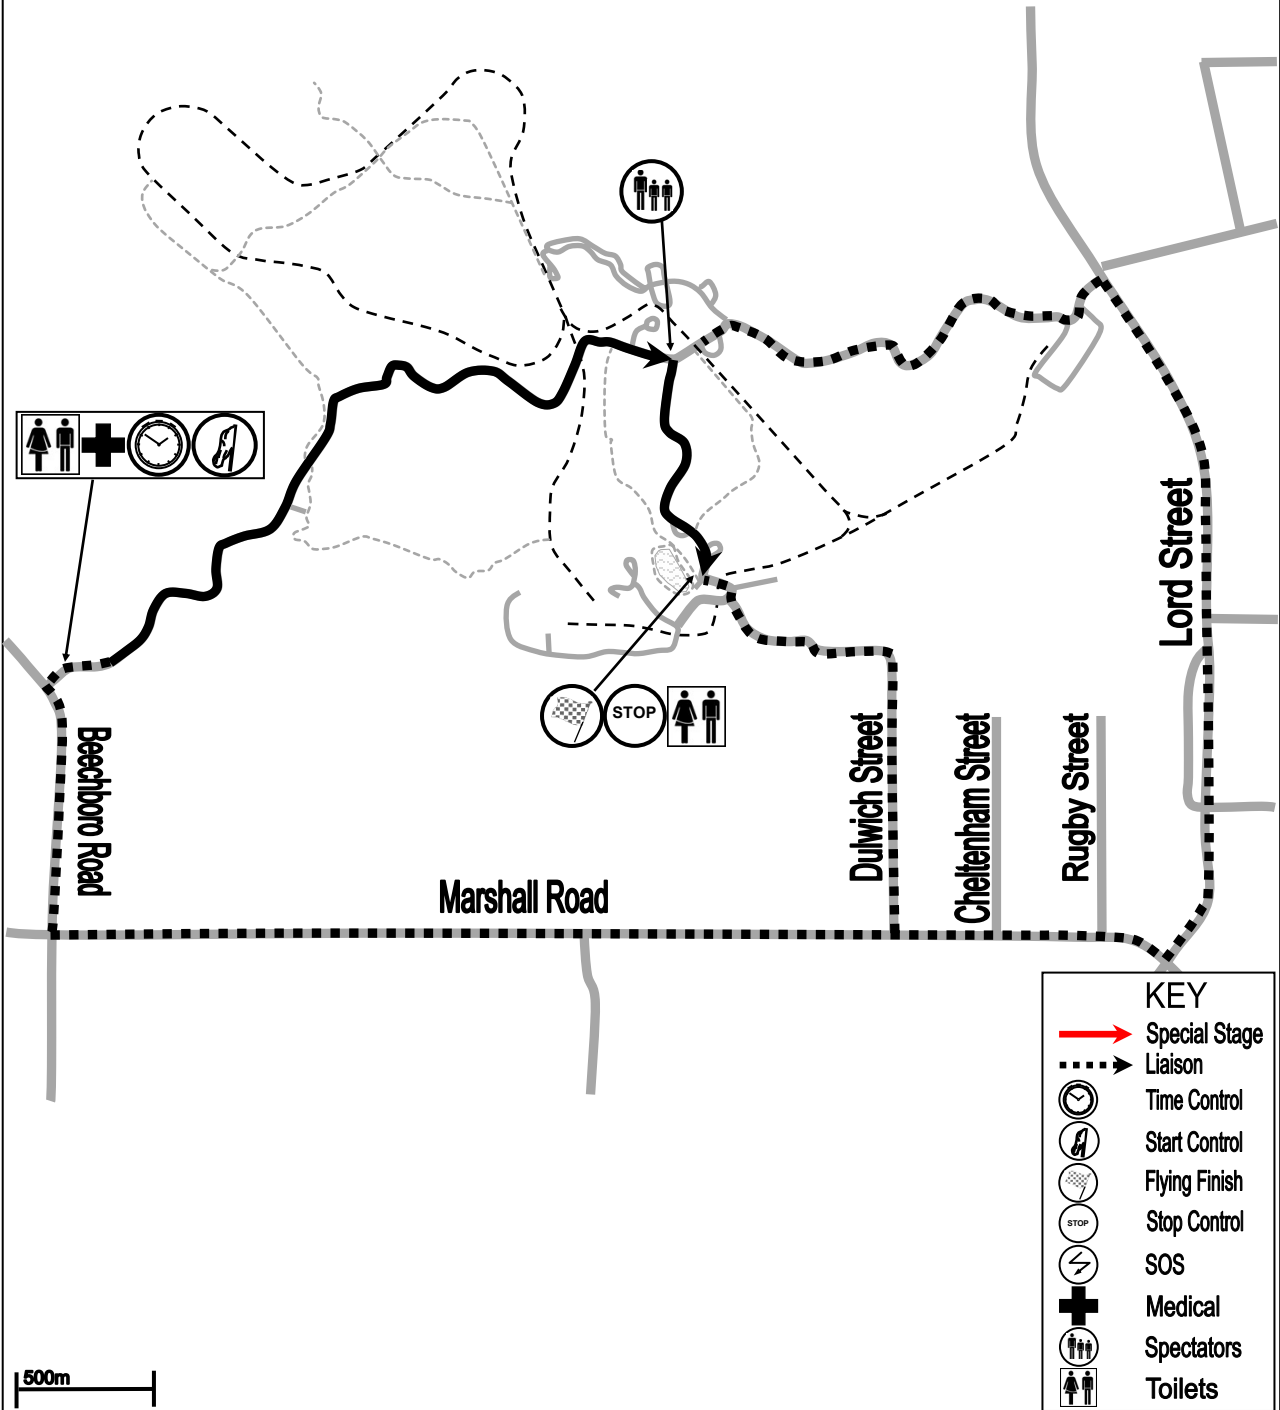 Lord Street
STOP
Beechboro Road
Dulwich Street
Cheltenham Street
Rugby Street
Marshall Road
KEY
Special Stage
Liaison
Time Control
Start Control
Flying Finish
STOP
Stop Control
SOS
Medical
Spectators
500m
Toilets